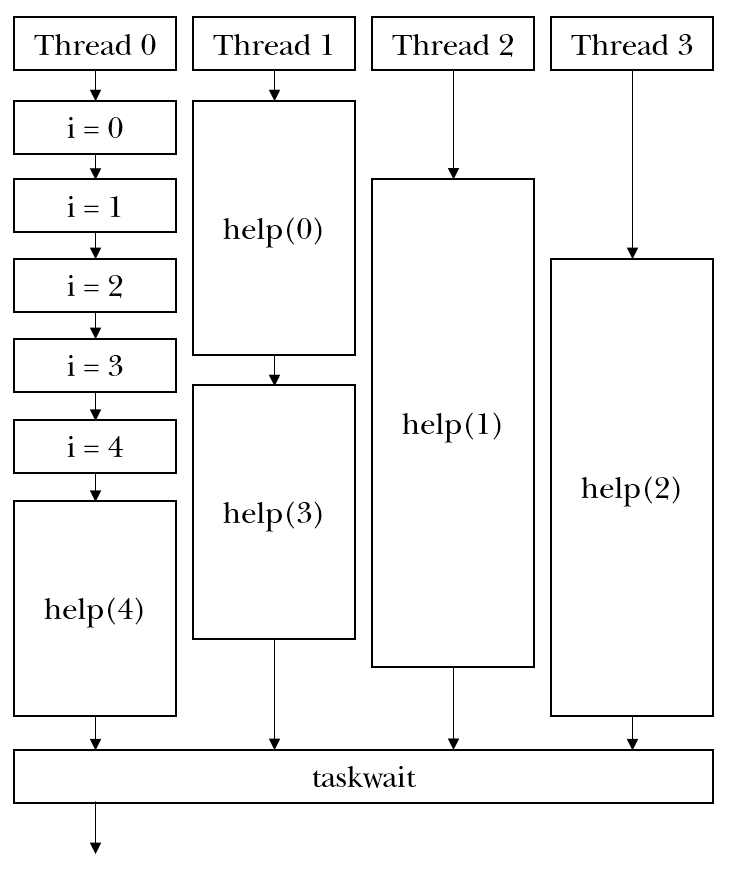 Thread 0
Thread 1
Thread 2
Thread 3
i = 0
i = 1
help(0)
i = 2
i = 3
i = 4
help(1)
help(2)
help(3)
help(4)
taskwait